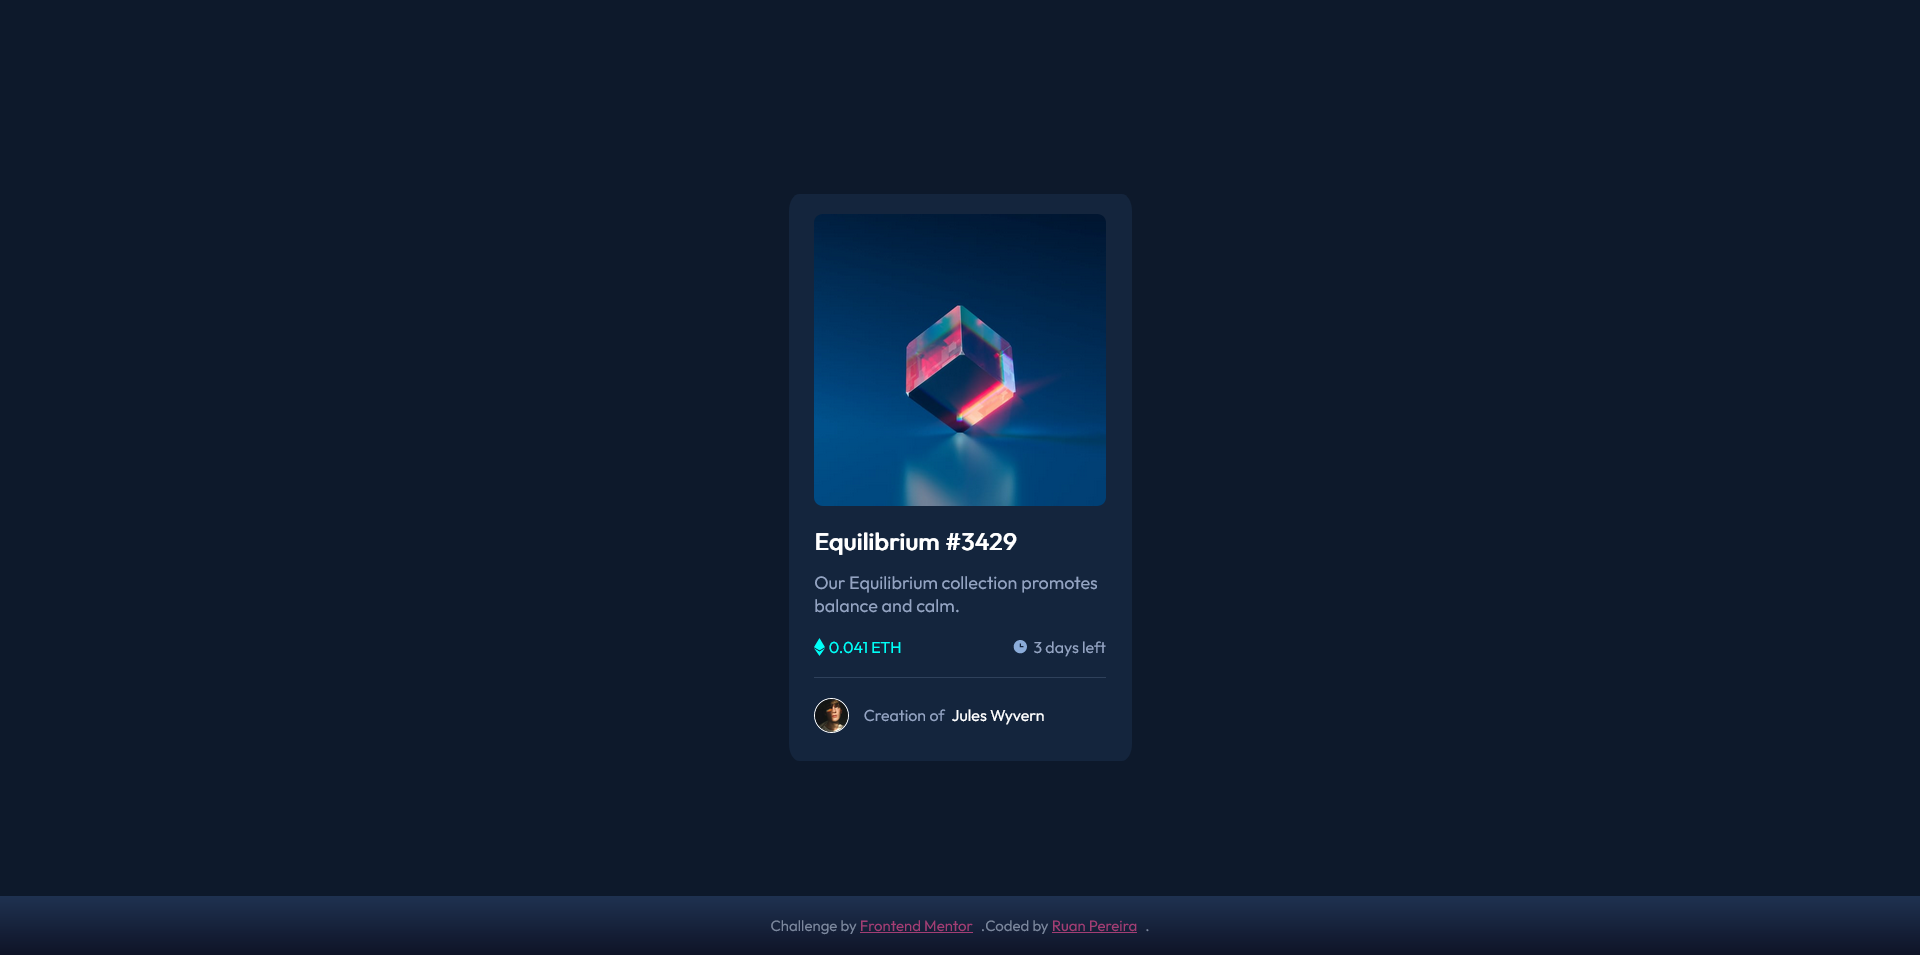 Equilibrium #3429
Our Equilibrium collection promotes
balance and calm.
0.041 ETH
3 days left
Creation of Jules Wyvern
Challenge by Frontend Mentor .Coded by Ruan Pereira .